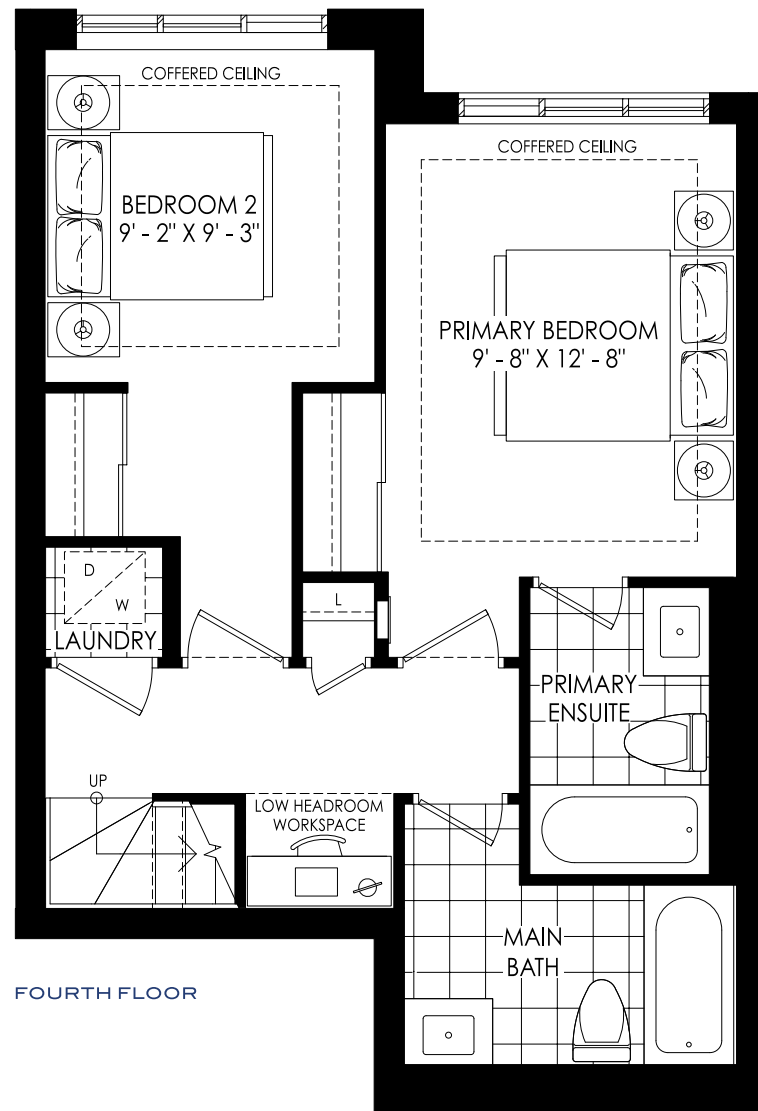 COFFERED CEILING
BEDROOM 2
9' - 2" X 9' - 3"
COFFERED CEILING
PRIMARY BEDROOM
9' - 8" X 12' - 8"
D
W
LAUNDRY
L
PRIMARY
ENSUITE
UP
LOW HEADROOM
WORKSPACE
MAIN
BATH
FOURTH FLOOR